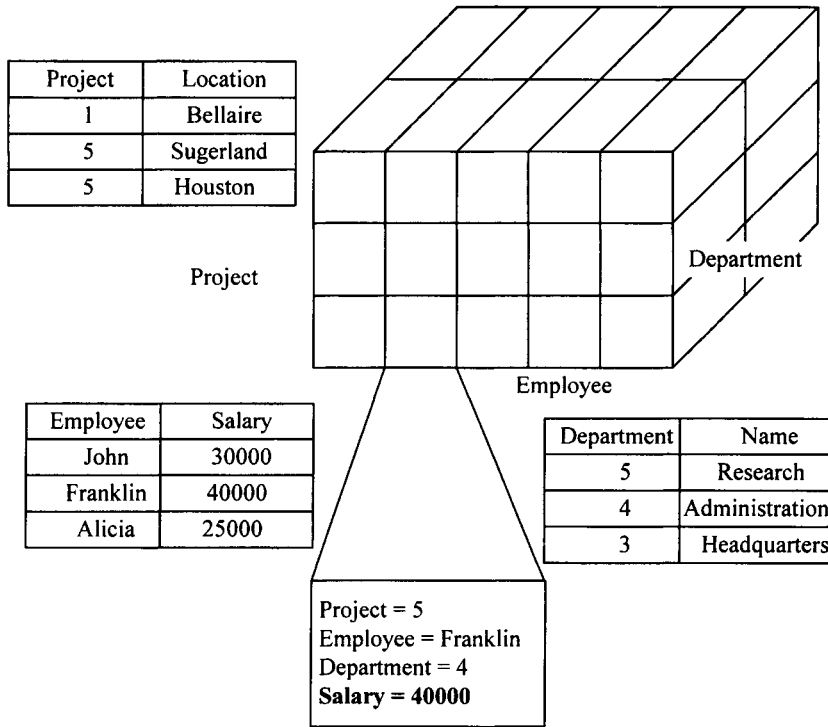 Project Location
1 Bellaire
5 Sugerland
5 Houston
Project
Department
Employee
Employee Salary
John 30000
Franklin 40000
Alicia 25000
Department Name
5 Research
4 Administration
3 Headquarters
Project = 5
Employee = Franklin
Department = 4
Salary = 40000